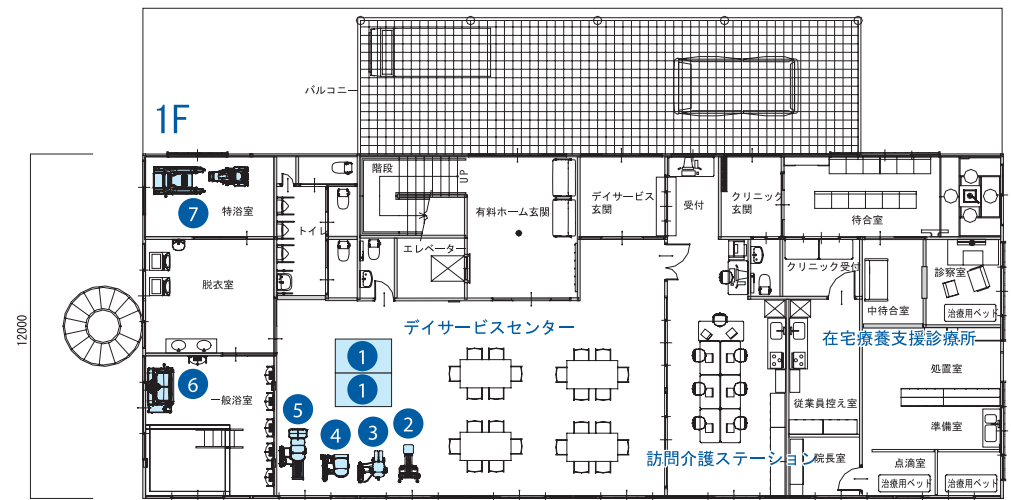 バルコニー
1F
階段
UP
有料ホーム玄関
デイサービス
玄関
受付
クリニック
玄関
待合室
7
特浴室
トイレ
エレベーター
脱衣室
クリニック受付
中待合室
診察室
治療用ベッド
12000
デイサービスセンター
在宅療養支援診療所
1
1
処置室
6
一般浴室
従業員控え室
5
4
3
2
準備室
訪問介護ステーション
院長室
点滴室
治療用ベッド
治療用ベッド